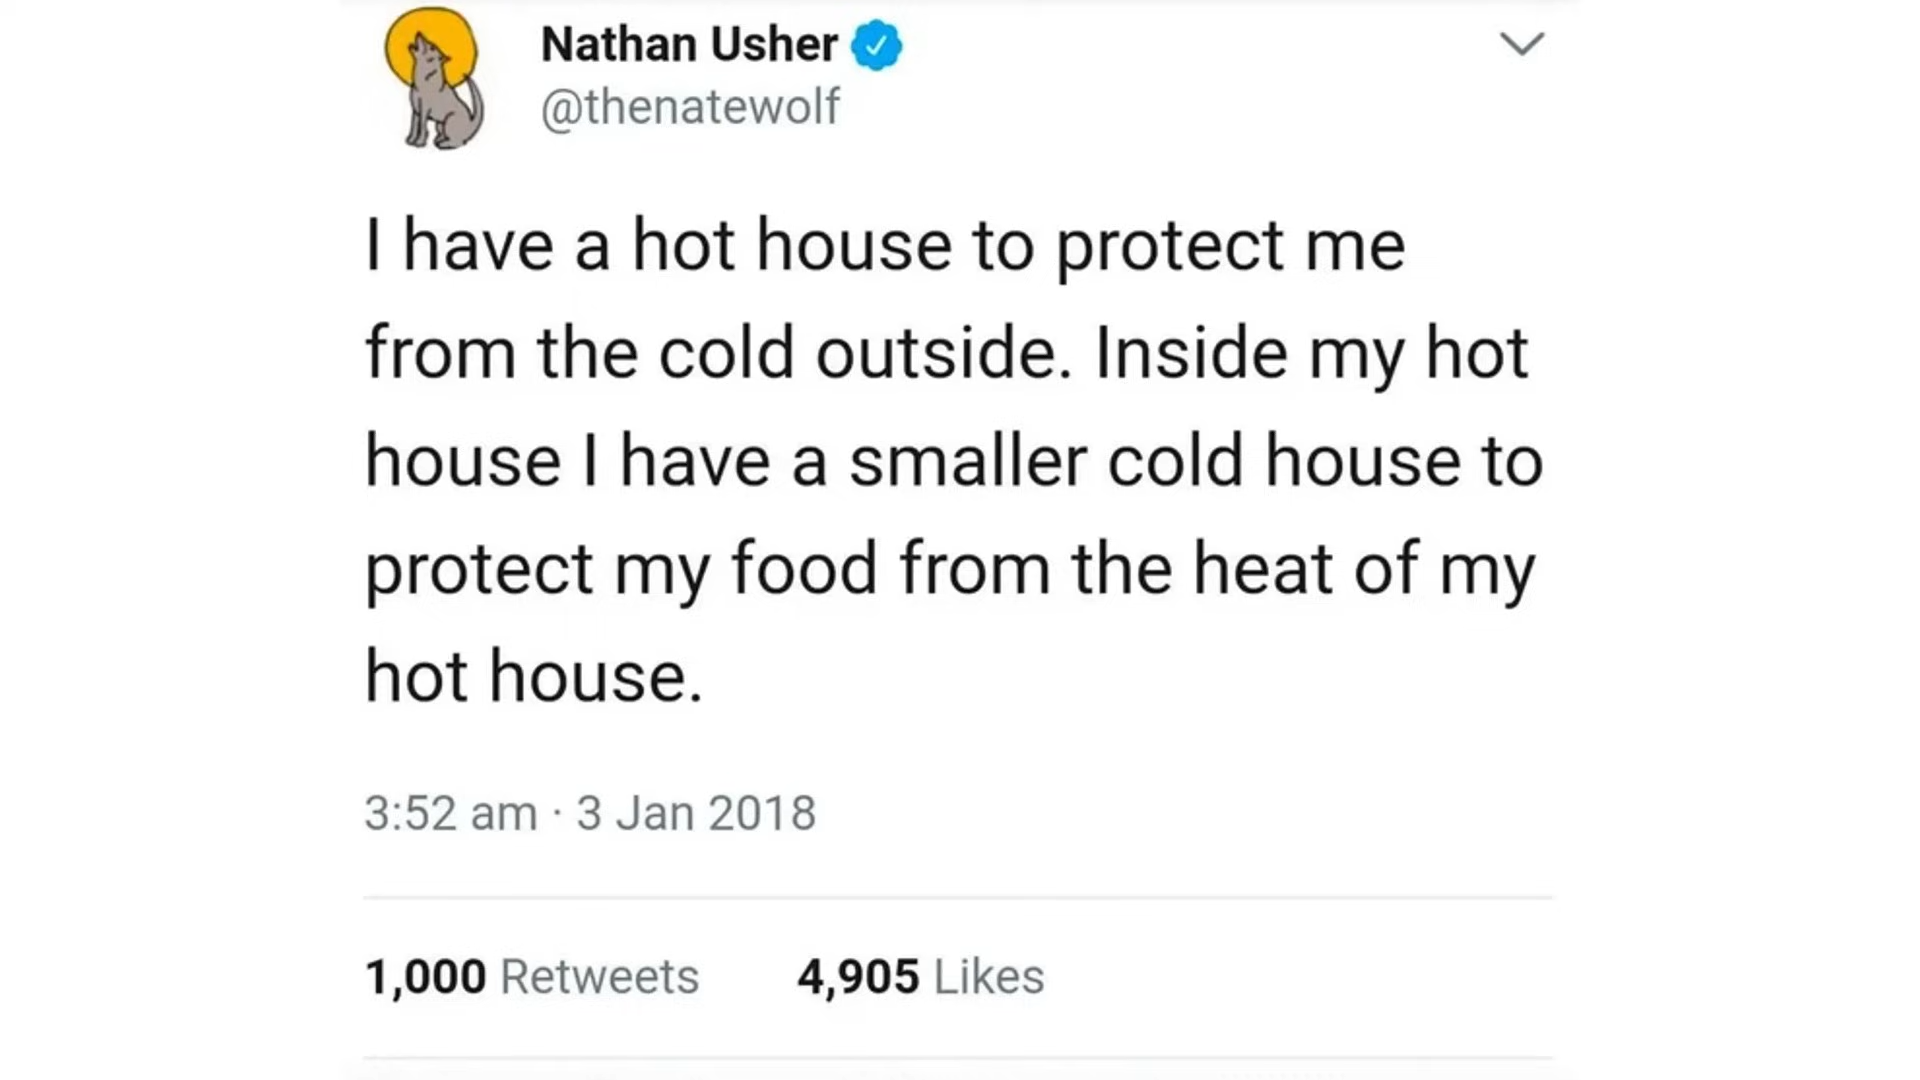 Nathan Usher
@thenatewolf
I have a hot house to protect me
from the cold outside. Inside my hot
house I have a smaller cold house to
protect my food from the heat of my
hot house.
3:52 am · 3 Jan 2018
1,000 Retweets 4,905 Likes